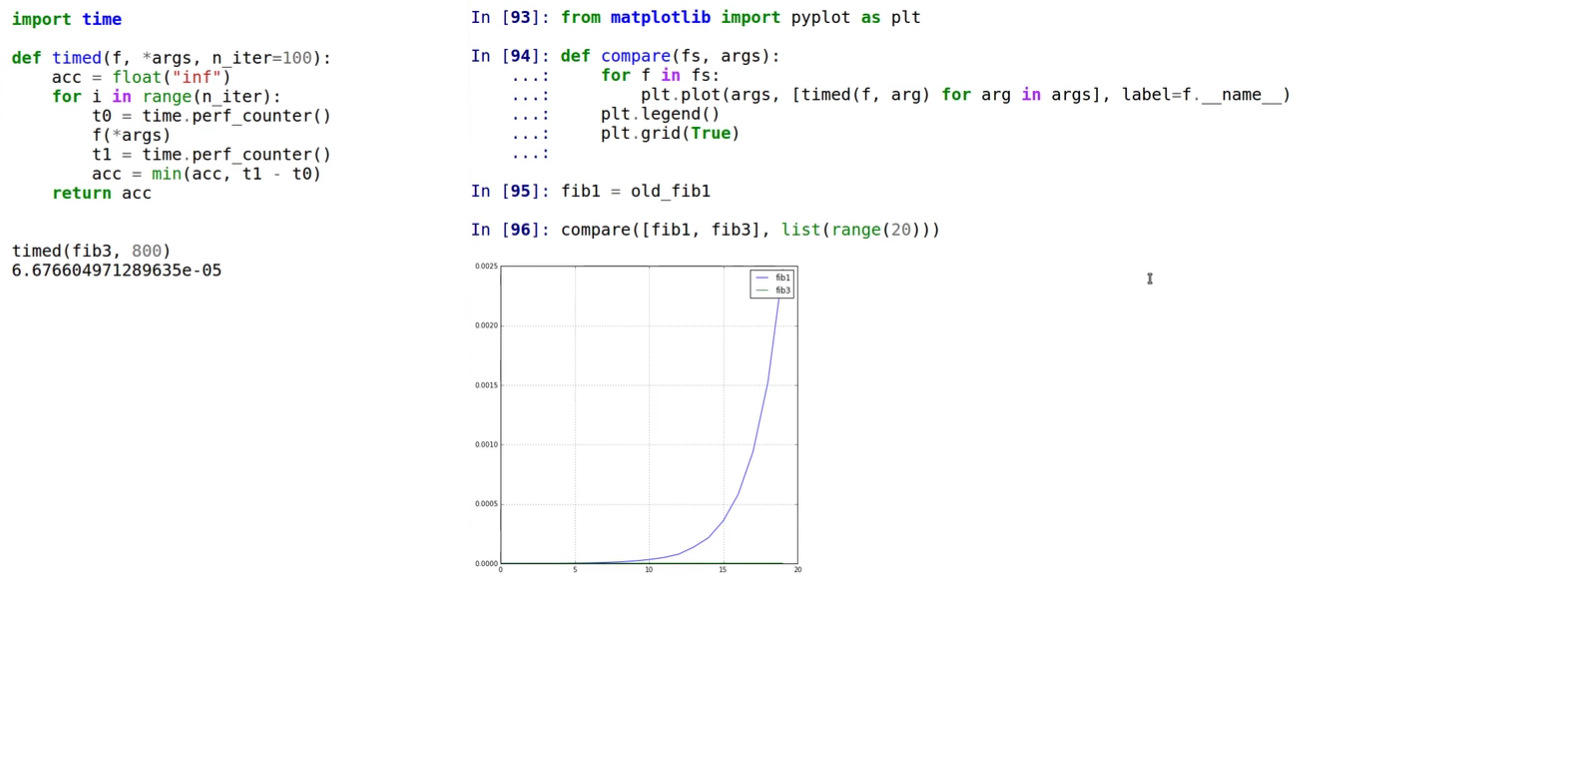 import time
def timed(f, *args, n_iter=100):
    acc = float("inf")
    for i in range(n_iter):
        t0 = time.perf_counter()
        f(*args)
        t1 = time.perf_counter()
        acc = min(acc, t1 - t0)
    return acc
timed(fib3, 800)
6.676604971289635e-05
In [93]: from matplotlib import pyplot as plt
In [94]: def compare(fs, args):
    ...:     for f in fs:
    ...:         plt.plot(args, [timed(f, arg) for arg in args], label=f.__name__)
    ...:     plt.legend()
    ...:     plt.grid(True)
    ...:
In [95]: fib1 = old_fib1
In [96]: compare([fib1, fib3], list(range(20)))
0.0025
fib1
fib3
0.0020
0.0015
0.0010
0.0005
0.0000
0 5 10 15 20